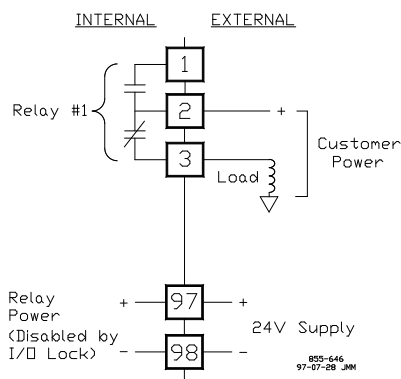 INTERNAL EXTERNAL
1
Relay #1
2
+
3
Load
Customer
Power
Relay
Power
(Disabled by
I/O Lock)
+ 97 +
24V Supply
- 98 -
855-646
97-07-28 JMM